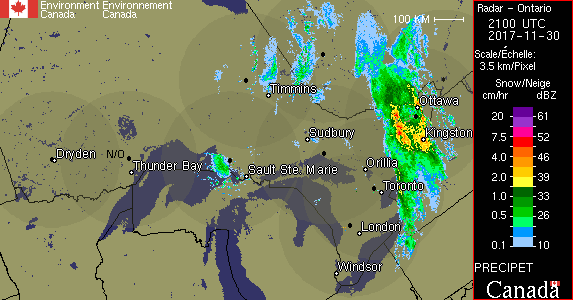 Environment Environnement
Canada Canada
100 KM
Timmins
Ottawa
Sudbury
Kingston
Dryden
N/O
Thunder Bay
Sault Ste. Marie
Orillia
Toronto
London
Windsor
Radar - Ontario
2100 UTC
2017-11-30
Scale/Échelle:
3.5 km/Pixel
Snow/Neige
cm/hr dBZ
20 61
7.5 52
4.0 46
2.0 39
1.0 33
0.5 26
0.1 10
PRECIPET
Canada